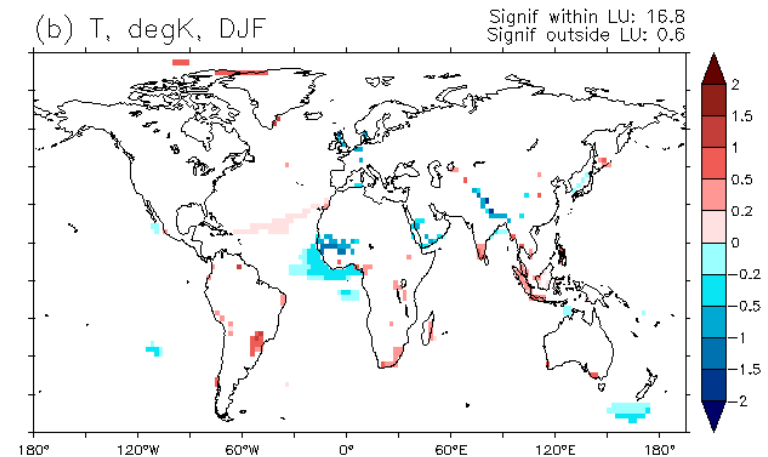 (b) T, degK, DJF
Signif within LU: 16.8
Signif outside LU: 0.6
2
1.5
1
0.5
0.2
0
−0.2
−0.5
−1
−1.5
−2
180° 120°W 60°W 0° 60°E 120°E 180°